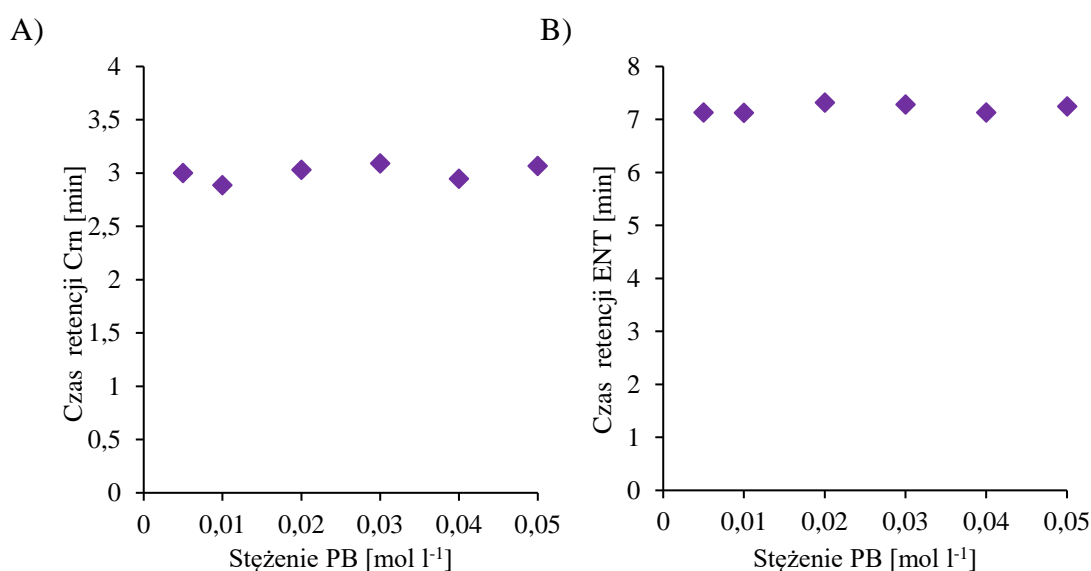 A)
Czas retencji Crn [min]
4
3,5
3
2,5
2
1,5
1
0,5
0
0 0,01 0,02 0,03 0,04 0,05
Stężenie PB [mol l-1]
B)
Czas retencji ENT [min]
8
7
6
5
4
3
2
1
0
0 0,01 0,02 0,03 0,04 0,05
Stężenie PB [mol l-1]